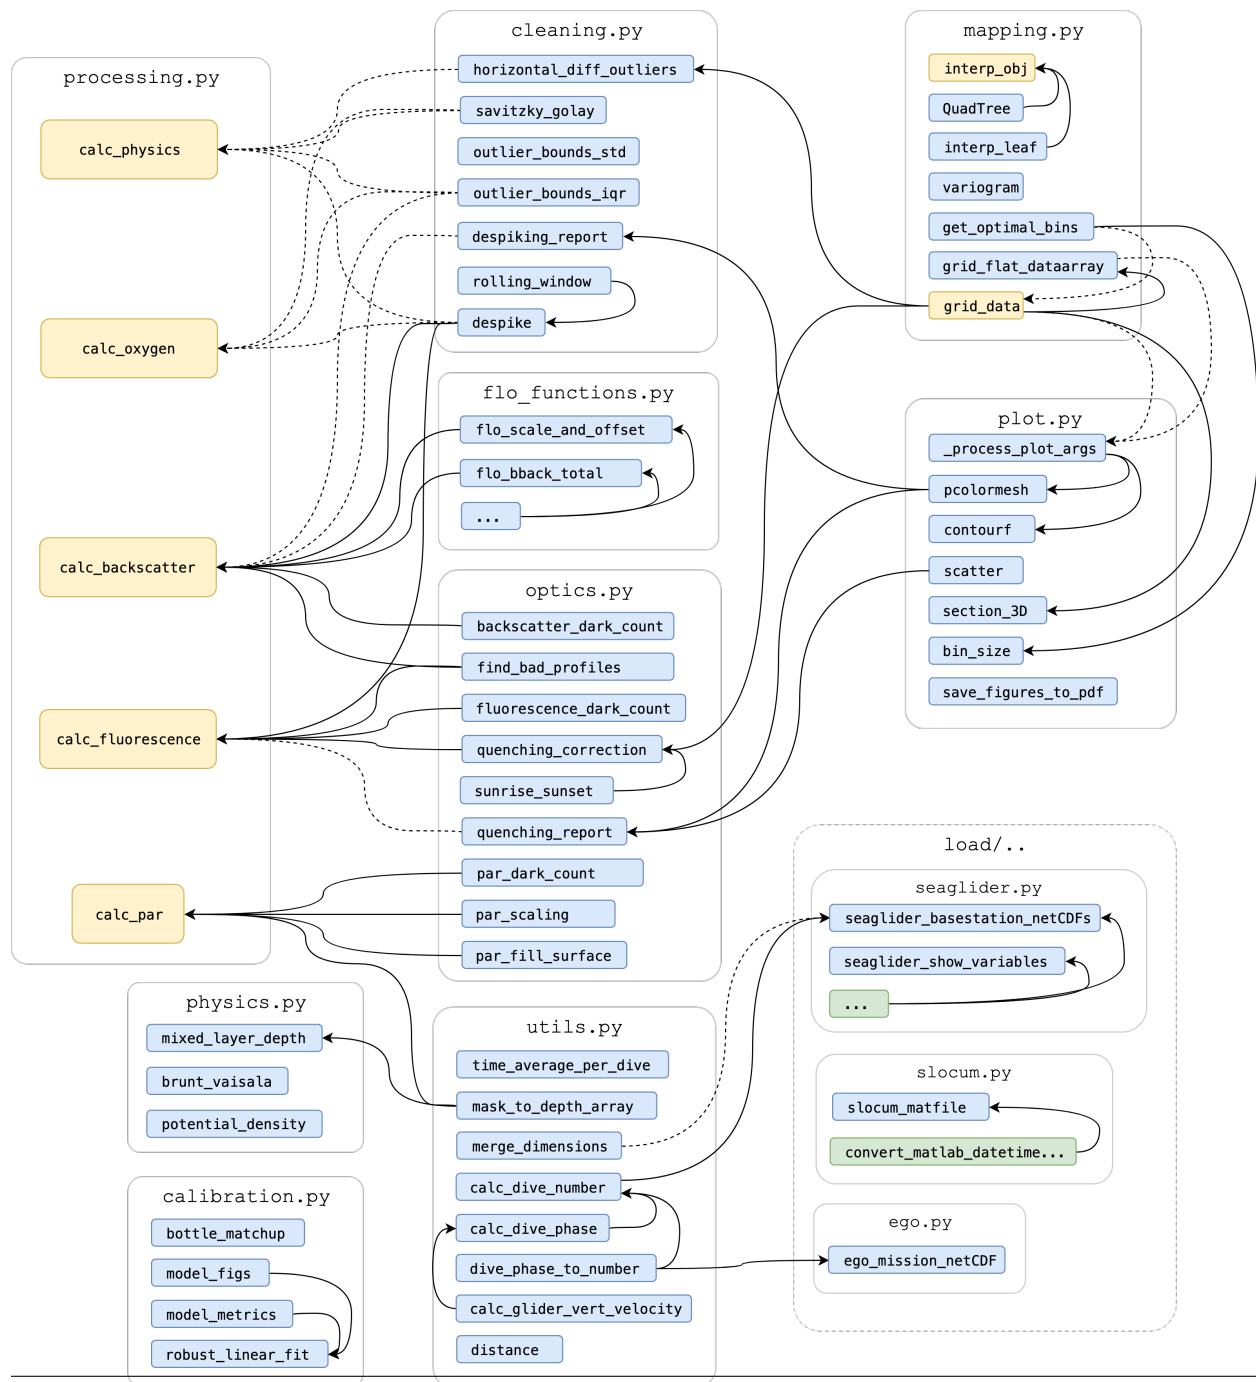 processing.py
calc_physics
calc_oxygen
calc_backscatter
calc_fluorescence
calc_par
cleaning.py
horizontal_diff_outliers
savitzky_golay
outlier_bounds_std
outlier_bounds_iqr
despiking_report
rolling_window
despike
flo_functions.py
flo_scale_and_offset
flo_bback_total
...
optics.py
backscatter_dark_count
find_bad_profiles
fluorescence_dark_count
quenching_correction
sunrise_sunset
quenching_report
par_dark_count
par_scaling
par_fill_surface
mapping.py
interp_obj
QuadTree
interp_leaf
variogram
get_optimal_bins
grid_flat_dataarray
grid_data
plot.py
_process_plot_args
pcolormesh
contourf
scatter
section_3D
bin_size
save_figures_to_pdf
physics.py
mixed_layer_depth
brunt_vaisala
potential_density
calibration.py
bottle_matchup
model_figs
model_metrics
robust_linear_fit
utils.py
time_average_per_dive
mask_to_depth_array
merge_dimensions
calc_dive_number
calc_dive_phase
dive_phase_to_number
calc_glider_vert_velocity
distance
load/..
seaglider.py
seaglider_basestation_netCDFs
seaglider_show_variables
...
slocum.py
slocum_matfile
convert_matlab_datetime...
ego.py
ego_mission_netCDF